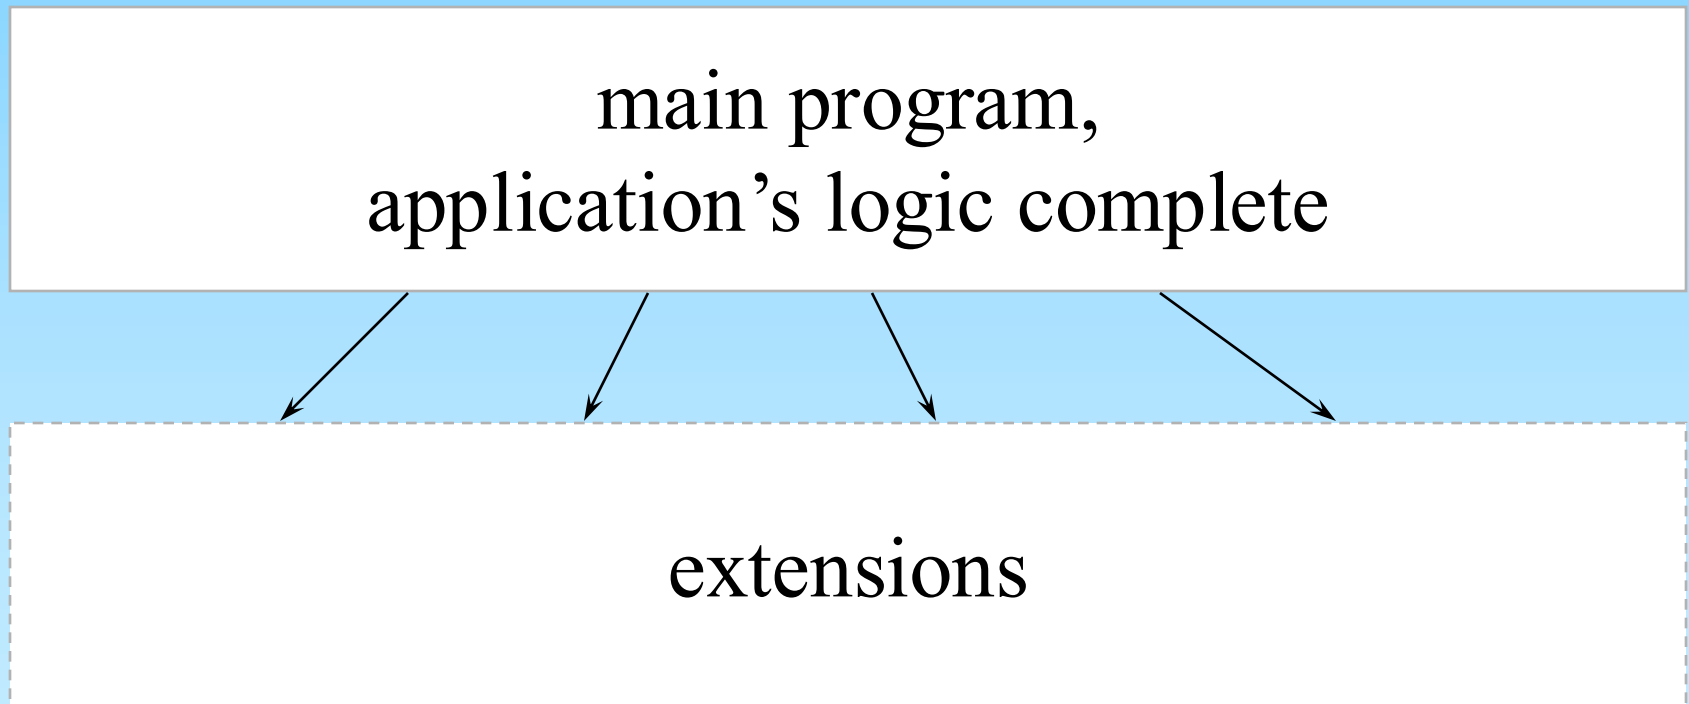 main program,
application’s logic complete
extensions